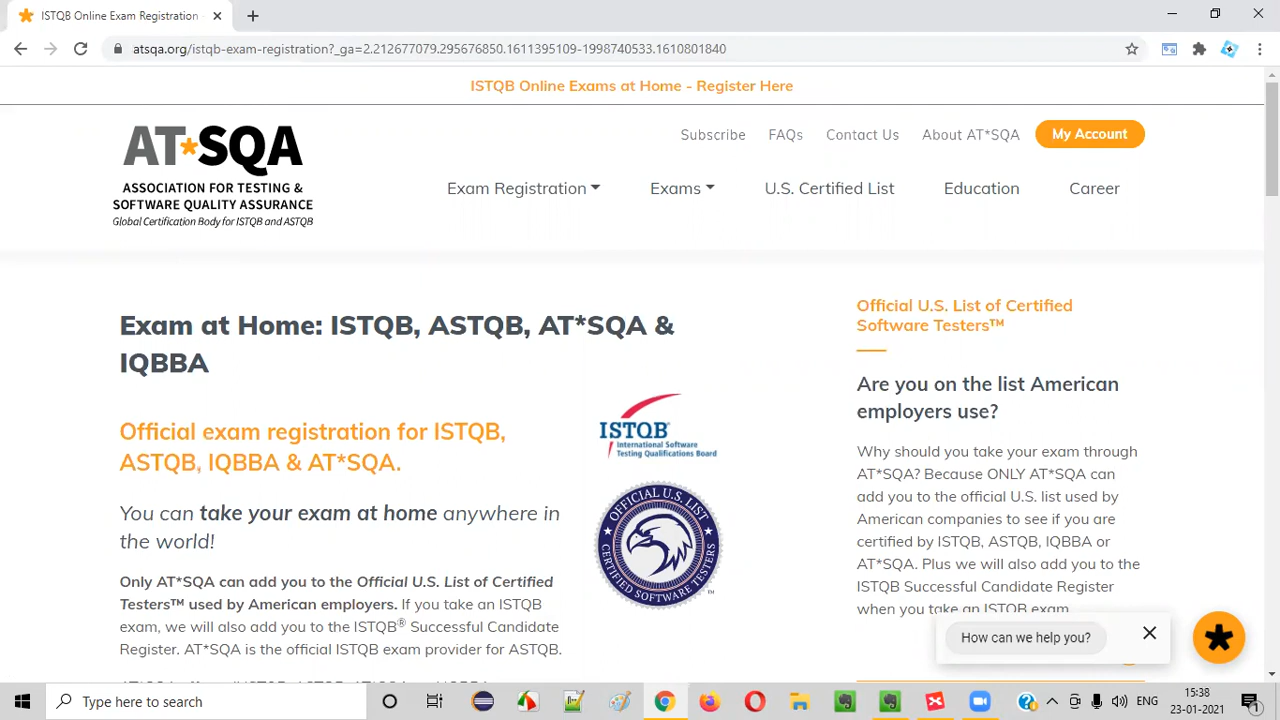 ISTQB Online Exam Registration
atsqa.org/istqb-exam-registration?_ga=2.212677079.295676850.1611395109-1998740533.1610801840
ISTQB Online Exams at Home - Register Here
AT*SQA
ASSOCIATION FOR TESTING &
SOFTWARE QUALITY ASSURANCE
Global Certification Body for ISTQB and ASTQB
Subscribe FAQs Contact Us About AT*SQA My Account
Exam Registration Exams U.S. Certified List Education Career
Exam at Home: ISTQB, ASTQB, AT*SQA &
IQBBA
Official exam registration for ISTQB,
ASTQB, IQBBA & AT*SQA.
You can take your exam at home anywhere in
the world!
Only AT*SQA can add you to the Official U.S. List of Certified
Testers™ used by American employers. If you take an ISTQB
exam, we will also add you to the ISTQB® Successful Candidate
Register. AT*SQA is the official ISTQB exam provider for ASTQB.
ISTQB®
International Software
Testing Qualifications Board
OFFICIAL U.S. LIST
CERTIFIED SOFTWARE TESTERS
™
Official U.S. List of Certified
Software Testers™
Are you on the list American
employers use?
Why should you take your exam through
AT*SQA? Because ONLY AT*SQA can
add you to the official U.S. list used by
American companies to see if you are
certified by ISTQB, ASTQB, IQBBA or
AT*SQA. Plus we will also add you to the
ISTQB Successful Candidate Register
when you take an ISTQB exam.
How can we help you?
Type here to search
ENG
15:38
23-01-2021
1